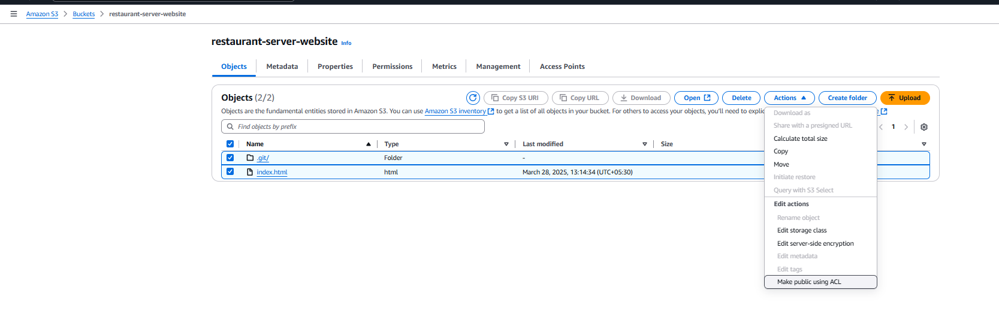 Amazon S3 > Buckets > restaurant-server-website
restaurant-server-website Info
Objects Metadata Properties Permissions Metrics Management Access Points
Objects (2/2) Copy S3 URI Copy URL Download Open Delete Actions Create folder Upload
Objects are the fundamental entities stored in Amazon S3. You can use Amazon S3 inventory to get a list of all objects in your bucket. For others to access your objects, you'll need to
Find objects by prefix 1
Name Type Last modified Size
.git/ Folder -
index.html html March 28, 2025, 13:14:34 (UTC+05:30)
Download as
Share with a presigned URL
Calculate total size
Copy
Move
Initiate restore
Query with S3 Select
Edit actions
Rename object
Edit storage class
Edit server-side encryption
Edit metadata
Edit tags
Make public using ACL